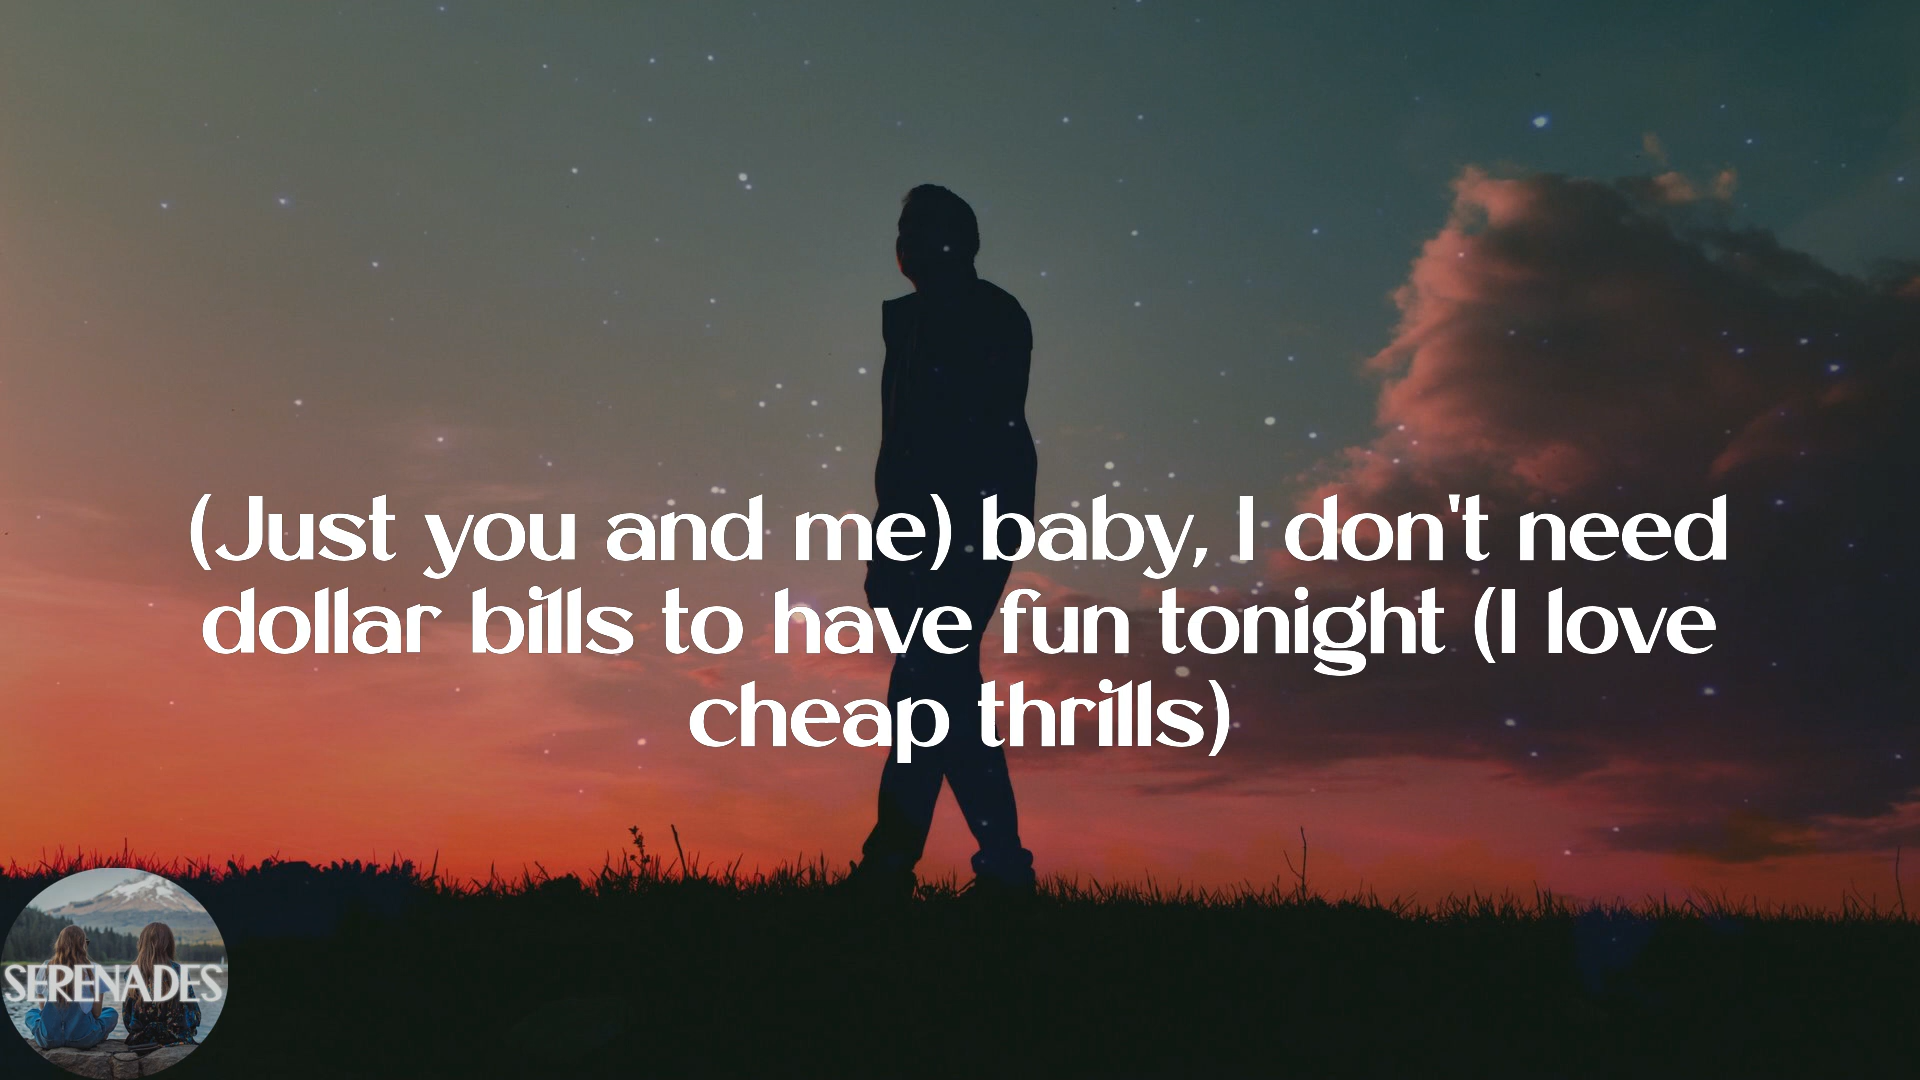 (Just you and me) baby, I don't need
dollar bills to have fun tonight (I love
cheap thrills)
SERENADES